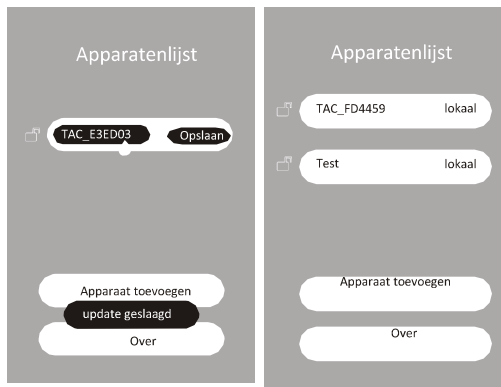 Apparatenlijst
TAC_E3ED03 Opslaan
Apparaat toevoegen
update geslaagd
Over
Apparatenlijst
TAC_FD4459 lokaal
Test lokaal
Apparaat toevoegen
Over